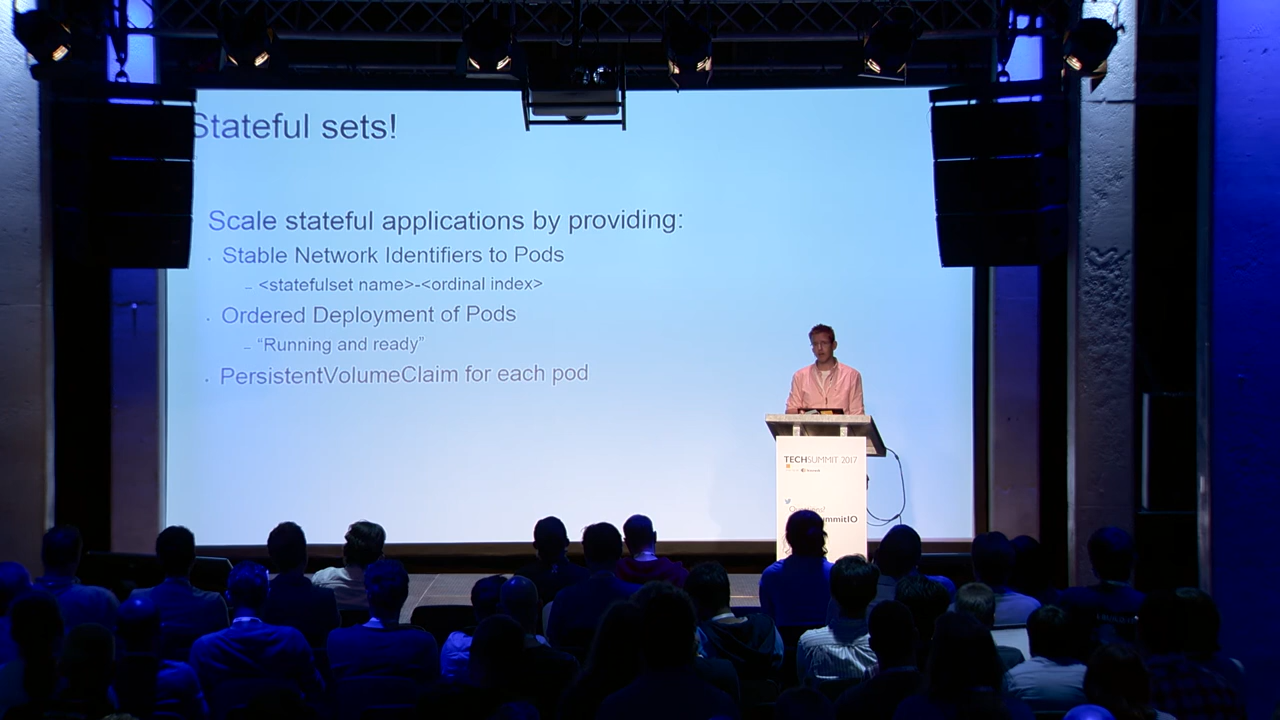 Stateful sets!
Scale stateful applications by providing:
Stable Network Identifiers to Pods
– <statefulset name>-<ordinal index>
Ordered Deployment of Pods
– “Running and ready”
PersistentVolumeClaim for each pod
TECHSUMMIT 2017